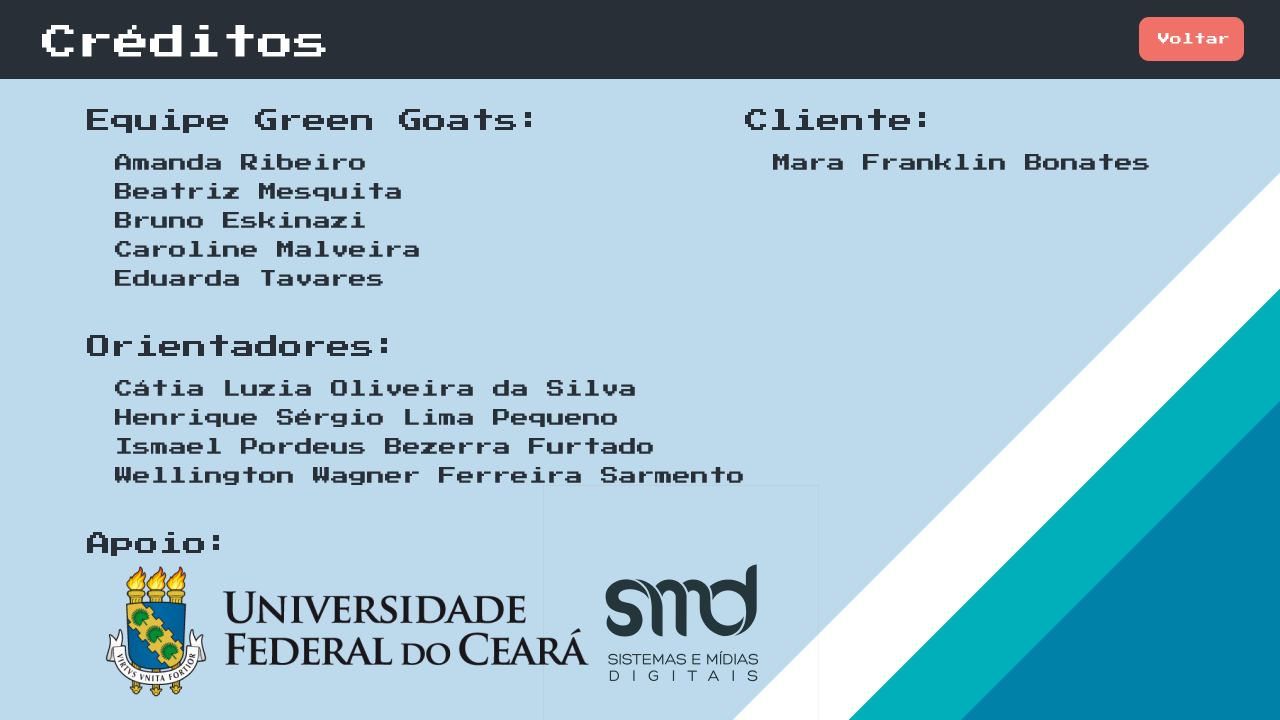 Créditos
Voltar
Equipe Green Goats:
Amanda Ribeiro
Beatriz Mesquita
Bruno Eskinazi
Caroline Malveira
Eduarda Tavares
Cliente:
Mara Franklin Bonates
Orientadores:
Cátia Luzia Oliveira da Silva
Henrique Sérgio Lima Pequeno
Ismael Pordeus Bezerra Furtado
Wellington Wagner Ferreira Sarmento
Apoio:
VIRTVS VNITA FORTIOR
UNIVERSIDADE
FEDERAL DO CEARÁ
smd
SISTEMAS E MÍDIAS
DIGITAIS